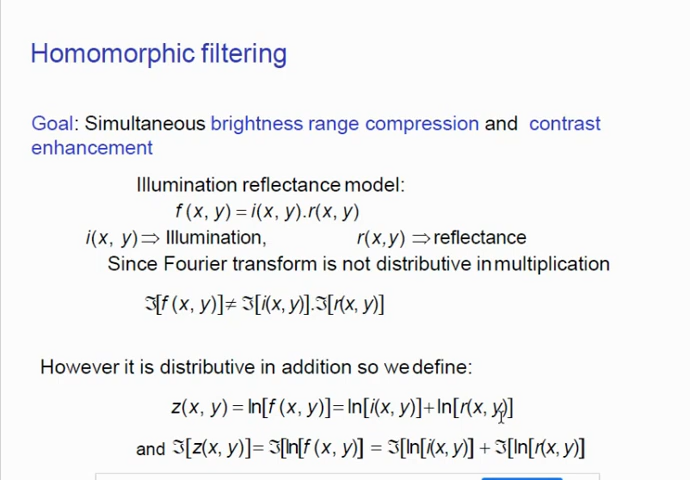 Homomorphic filtering
Goal: Simultaneous brightness range compression and contrast
enhancement
Illumination reflectance model:
f (x, y) = i(x, y).r(x, y)
i(x, y) ⇒ Illumination, r(x,y) ⇒ reflectance
Since Fourier transform is not distributive in multiplication
ℑ[f (x, y)] ≠ ℑ[i(x, y)].ℑ[r(x, y)]
However it is distributive in addition so we define:
z(x, y) = ln[f (x, y)] = ln[i(x, y)] + ln[r(x, y)]
and ℑ[z(x, y)] = ℑ[ln[f (x, y)] = ℑ[ln[i(x, y)] + ℑ[ln[r(x, y)]